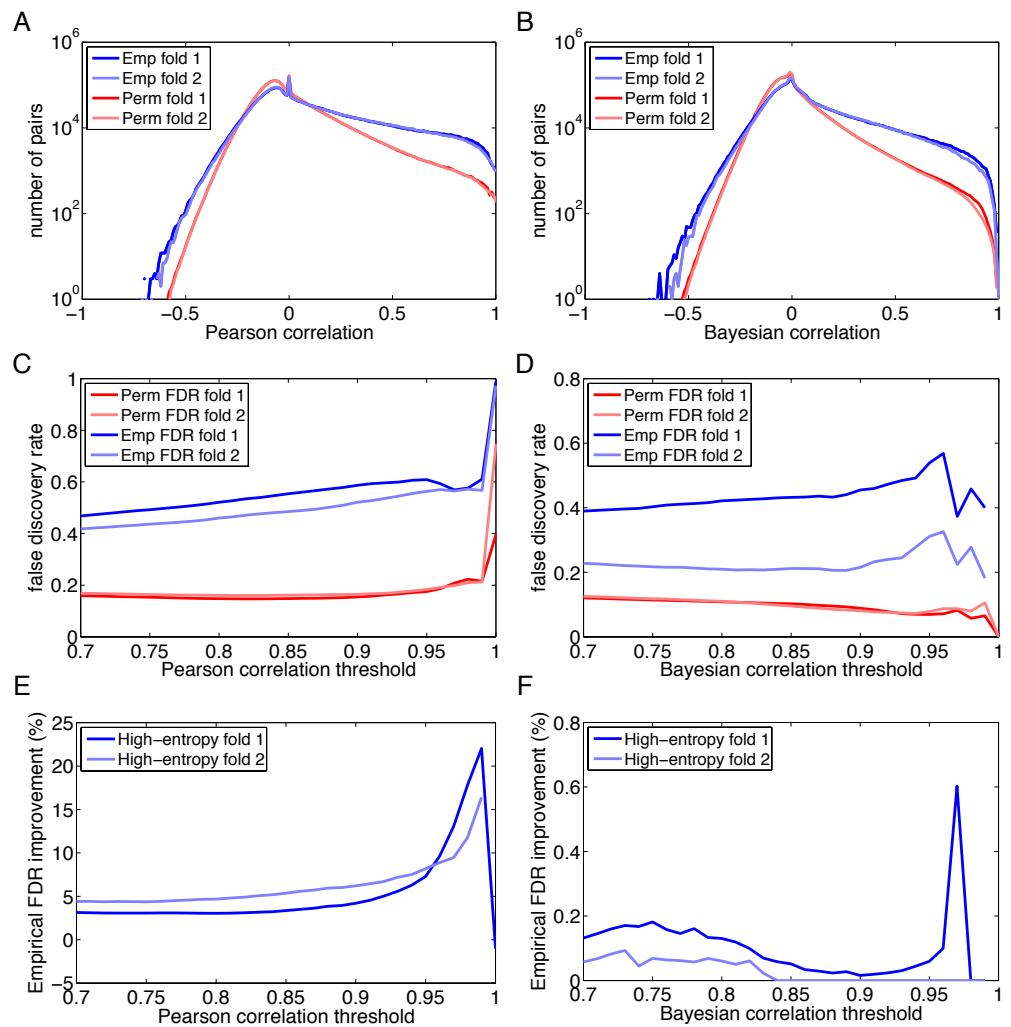 A
number of pairs
10^6
10^4
10^2
10^0
Emp fold 1
Emp fold 2
Perm fold 1
Perm fold 2
−1 −0.5 0 0.5 1
Pearson correlation
B
number of pairs
10^6
10^4
10^2
10^0
Emp fold 1
Emp fold 2
Perm fold 1
Perm fold 2
−1 −0.5 0 0.5 1
Bayesian correlation
C
false discovery rate
1
0.8
0.6
0.4
0.2
0
Perm FDR fold 1
Perm FDR fold 2
Emp FDR fold 1
Emp FDR fold 2
0.7 0.75 0.8 0.85 0.9 0.95 1
Pearson correlation threshold
D
false discovery rate
0.8
0.6
0.4
0.2
0
Perm FDR fold 1
Perm FDR fold 2
Emp FDR fold 1
Emp FDR fold 2
0.7 0.75 0.8 0.85 0.9 0.95 1
Bayesian correlation threshold
E
Empirical FDR improvement (%)
25
20
15
10
5
0
−5
High−entropy fold 1
High−entropy fold 2
0.7 0.75 0.8 0.85 0.9 0.95 1
Pearson correlation threshold
F
Empirical FDR improvement (%)
0.8
0.6
0.4
0.2
0
High−entropy fold 1
High−entropy fold 2
0.7 0.75 0.8 0.85 0.9 0.95 1
Bayesian correlation threshold